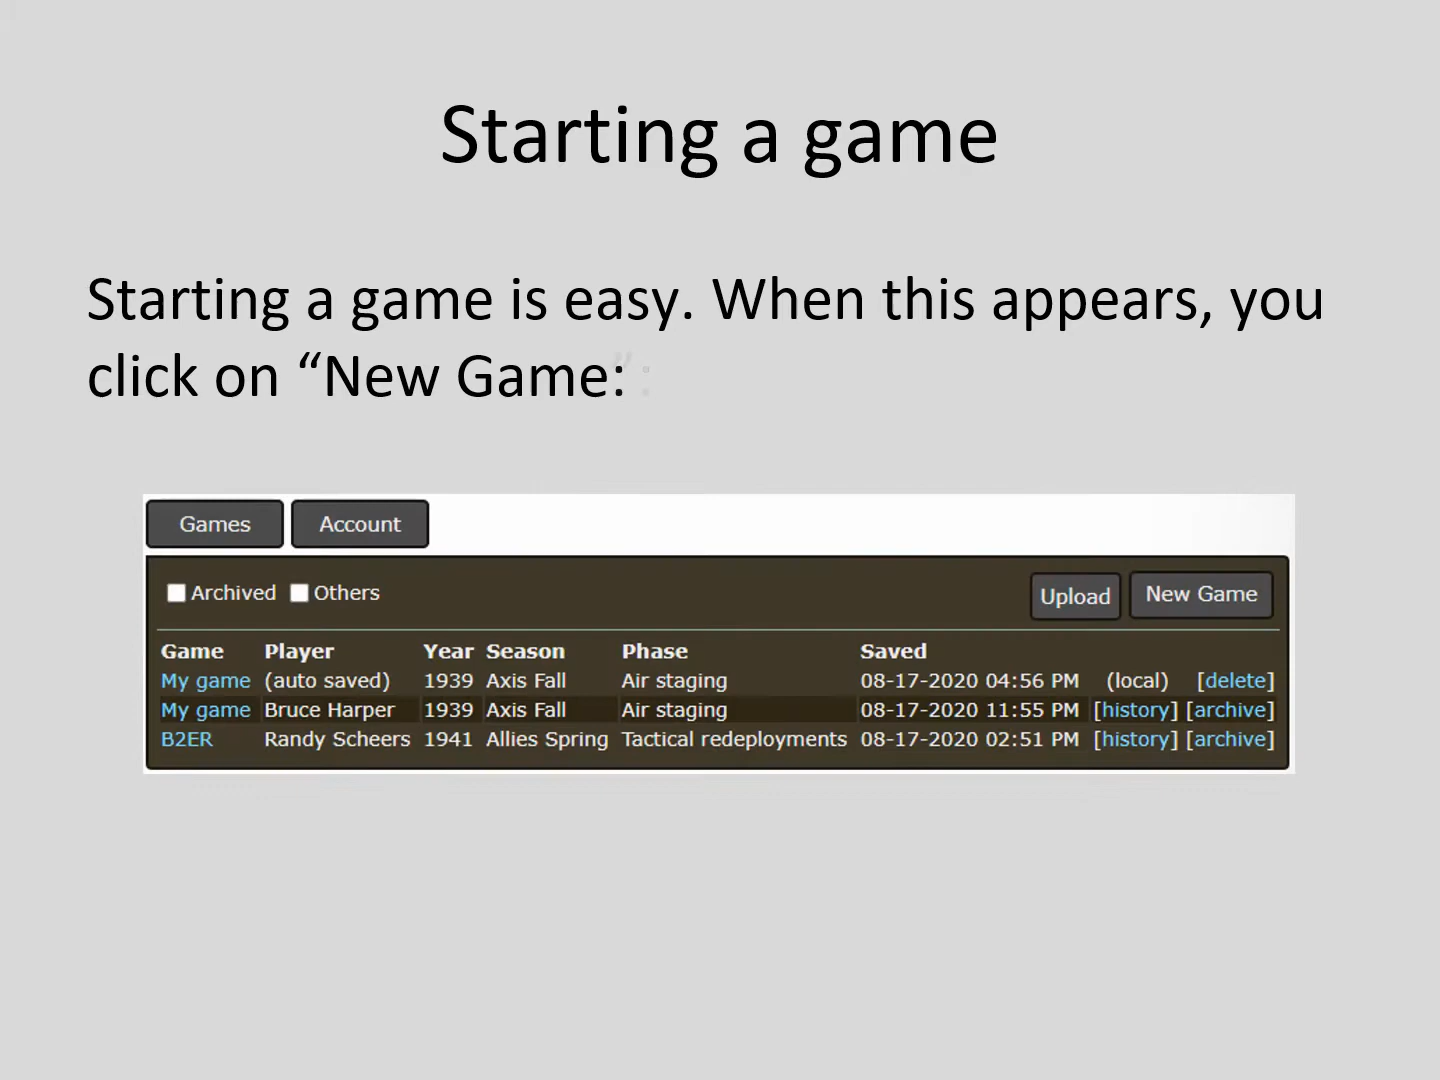 Starting a game
Starting a game is easy. When this appears, you
click on “New Game:
Games Account
Archived Others Upload New Game
Game Player Year Season Phase Saved
My game (auto saved) 1939 Axis Fall Air staging 08-17-2020 04:56 PM (local) [delete]
My game Bruce Harper 1939 Axis Fall Air staging 08-17-2020 11:55 PM [history] [archive]
B2ER Randy Scheers 1941 Allies Spring Tactical redeployments 08-17-2020 02:51 PM [history] [archive]